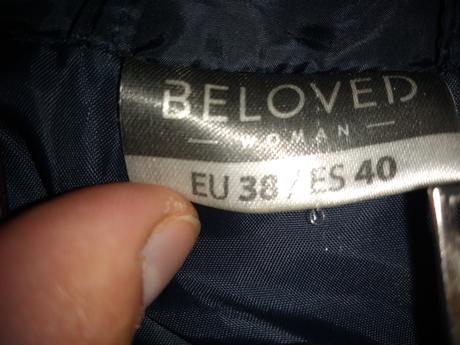 BELOVED
— WOMAN —
EU 38 / ES 40